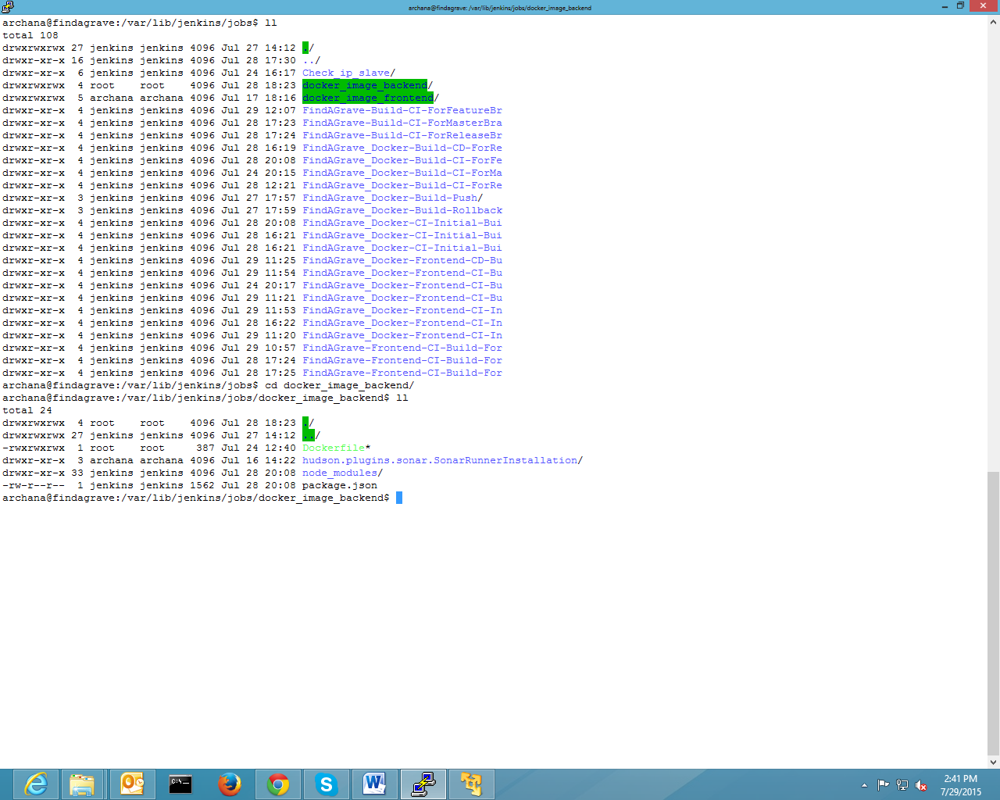 archana@findagrave: /var/lib/jenkins/jobs/docker_image_backend
archana@findagrave:/var/lib/jenkins/jobs$ ll
total 108
drwxrwxrwx 27 jenkins jenkins 4096 Jul 27 14:12 ./
drwxr-xr-x 16 jenkins jenkins 4096 Jul 28 17:30 ../
drwxr-xr-x  6 jenkins jenkins 4096 Jul 24 16:17 Check_ip_slave/
drwxrwxrwx  4 root    root    4096 Jul 28 18:23 docker_image_backend/
drwxrwxrwx  5 archana archana 4096 Jul 17 18:16 docker_image_frontend/
drwxr-xr-x  4 jenkins jenkins 4096 Jul 29 12:07 FindAGrave-Build-CI-ForFeatureBr
drwxr-xr-x  4 jenkins jenkins 4096 Jul 28 17:23 FindAGrave-Build-CI-ForMasterBra
drwxr-xr-x  4 jenkins jenkins 4096 Jul 28 17:24 FindAGrave-Build-CI-ForReleaseBr
drwxr-xr-x  4 jenkins jenkins 4096 Jul 28 16:19 FindAGrave_Docker-Build-CD-ForRe
drwxr-xr-x  4 jenkins jenkins 4096 Jul 28 20:08 FindAGrave_Docker-Build-CI-ForFe
drwxr-xr-x  4 jenkins jenkins 4096 Jul 24 20:15 FindAGrave_Docker-Build-CI-ForMa
drwxr-xr-x  4 jenkins jenkins 4096 Jul 28 12:21 FindAGrave_Docker-Build-CI-ForRe
drwxr-xr-x  3 jenkins jenkins 4096 Jul 27 17:57 FindAGrave_Docker-Build-Push/
drwxr-xr-x  3 jenkins jenkins 4096 Jul 27 17:59 FindAGrave_Docker-Build-Rollback
drwxr-xr-x  4 jenkins jenkins 4096 Jul 28 20:08 FindAGrave_Docker-CI-Initial-Bui
drwxr-xr-x  4 jenkins jenkins 4096 Jul 28 16:21 FindAGrave_Docker-CI-Initial-Bui
drwxr-xr-x  4 jenkins jenkins 4096 Jul 28 16:21 FindAGrave_Docker-CI-Initial-Bui
drwxr-xr-x  4 jenkins jenkins 4096 Jul 29 11:25 FindAGrave_Docker-Frontend-CD-Bu
drwxr-xr-x  4 jenkins jenkins 4096 Jul 29 11:54 FindAGrave_Docker-Frontend-CI-Bu
drwxr-xr-x  4 jenkins jenkins 4096 Jul 24 20:17 FindAGrave_Docker-Frontend-CI-Bu
drwxr-xr-x  4 jenkins jenkins 4096 Jul 29 11:21 FindAGrave_Docker-Frontend-CI-Bu
drwxr-xr-x  4 jenkins jenkins 4096 Jul 29 11:53 FindAGrave_Docker-Frontend-CI-In
drwxr-xr-x  4 jenkins jenkins 4096 Jul 28 16:22 FindAGrave_Docker-Frontend-CI-In
drwxr-xr-x  4 jenkins jenkins 4096 Jul 29 11:20 FindAGrave_Docker-Frontend-CI-In
drwxr-xr-x  4 jenkins jenkins 4096 Jul 29 10:57 FindAGrave-Frontend-CI-Build-For
drwxr-xr-x  4 jenkins jenkins 4096 Jul 28 17:24 FindAGrave-Frontend-CI-Build-For
drwxr-xr-x  4 jenkins jenkins 4096 Jul 28 17:25 FindAGrave-Frontend-CI-Build-For
archana@findagrave:/var/lib/jenkins/jobs$ cd docker_image_backend/
archana@findagrave:/var/lib/jenkins/jobs/docker_image_backend$ ll
total 24
drwxrwxrwx  4 root    root    4096 Jul 28 18:23 ./
drwxrwxrwx 27 jenkins jenkins 4096 Jul 27 14:12 ../
-rwxrwxrwx  1 root    root     387 Jul 24 12:40 Dockerfile*
drwxr-xr-x  3 archana archana 4096 Jul 16 14:22 hudson.plugins.sonar.SonarRunnerInstallation/
drwxr-xr-x 33 jenkins jenkins 4096 Jul 28 20:08 node_modules/
-rw-r--r--  1 jenkins jenkins 1562 Jul 28 20:08 package.json
archana@findagrave:/var/lib/jenkins/jobs/docker_image_backend$
2:41 PM
7/29/2015